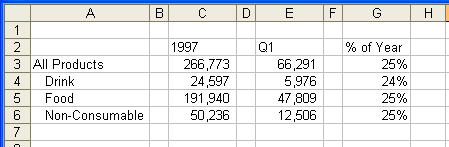 A B C D E F G H
1
2 1997 Q1 % of Year
3 All Products 266,773 66,291 25%
4 Drink 24,597 5,976 24%
5 Food 191,940 47,809 25%
6 Non-Consumable 50,236 12,506 25%
7